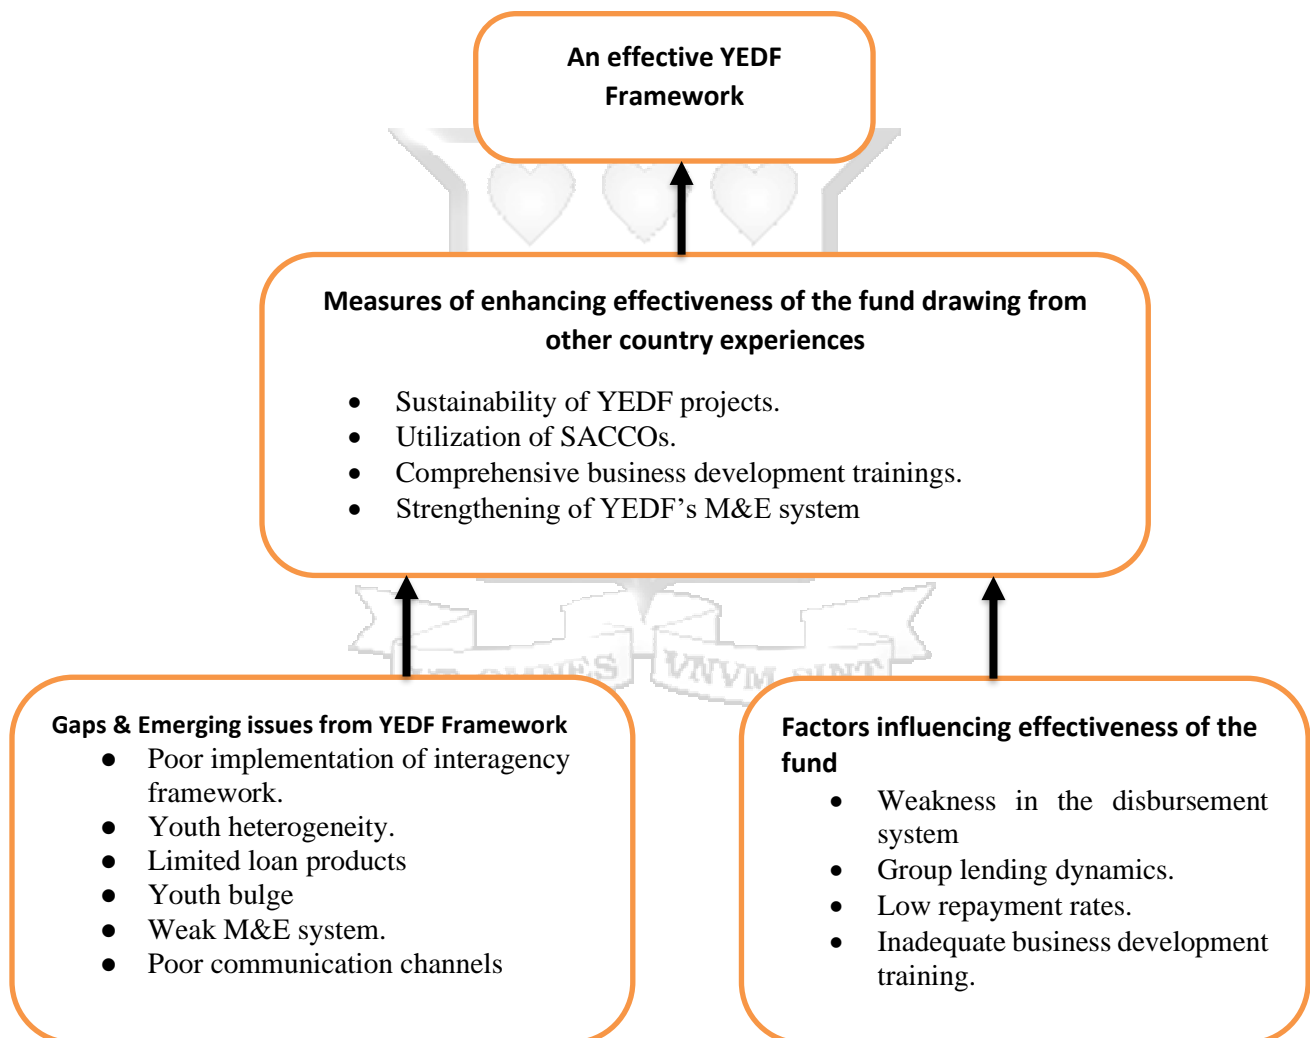 An effective YEDF
Framework
Measures of enhancing effectiveness of the fund drawing from
other country experiences
• Sustainability of YEDF projects.
• Utilization of SACCOs.
• Comprehensive business development trainings.
• Strengthening of YEDF’s M&E system
VNVM
Gaps & Emerging issues from YEDF Framework
● Poor implementation of interagency
framework.
● Youth heterogeneity.
● Limited loan products
● Youth bulge
● Weak M&E system.
● Poor communication channels
Factors influencing effectiveness of the
fund
• Weakness in the disbursement
system
• Group lending dynamics.
• Low repayment rates.
• Inadequate business development
training.